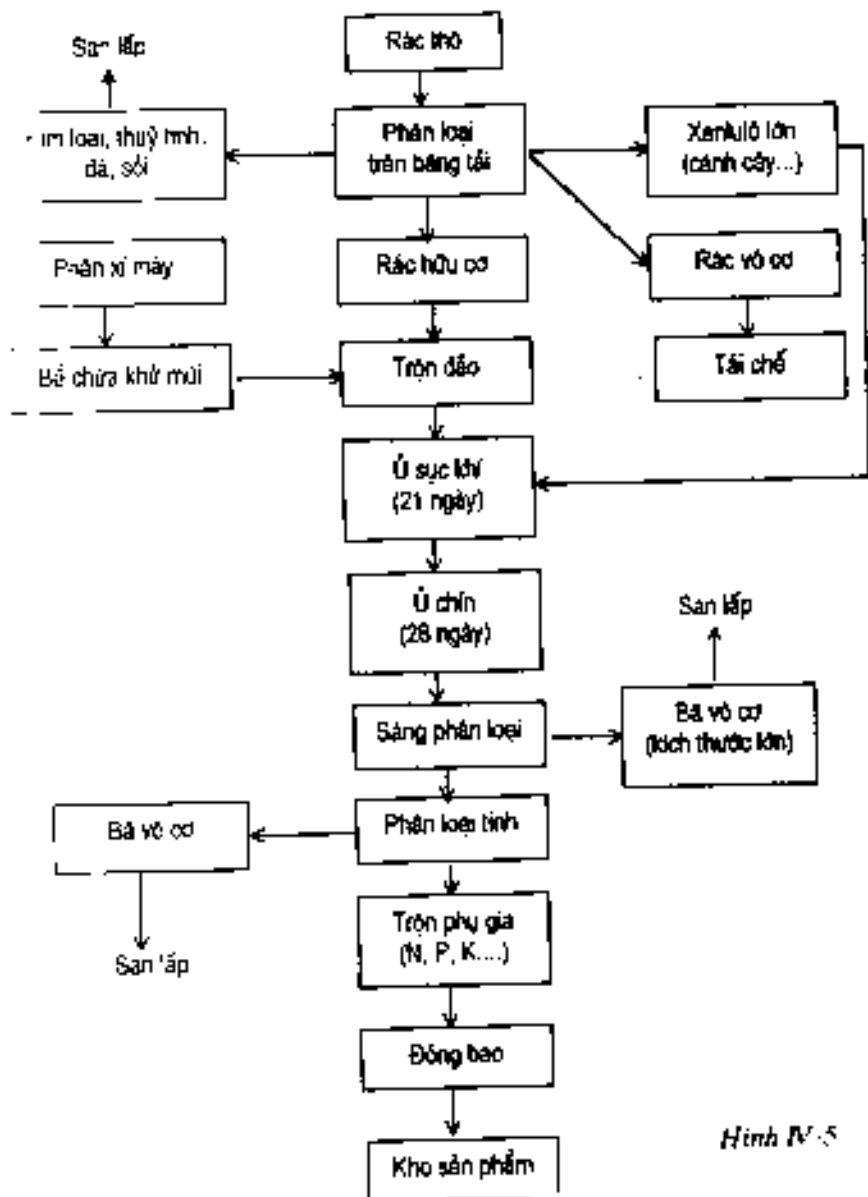 San lấp
Rác thô
loại, thuỷ tinh,
đá, sỏi
Phân loại
trên băng tải
Xenlulô lớn
(cành cây...)
Phân xí máy
Rác hữu cơ
Rác vô cơ
Bể chứa khử mùi
Trộn đảo
Tái chế
Ủ sục khí
(21 ngày)
Ủ chín
(28 ngày)
San lấp
Sàng phân loại
Bã vô cơ
(kích thước lớn)
Bã vô cơ
Phân loại tinh
Trộn phụ gia
(N, P, K....)
San lấp
Đóng bao
Kho sản phẩm
Hình IV-5